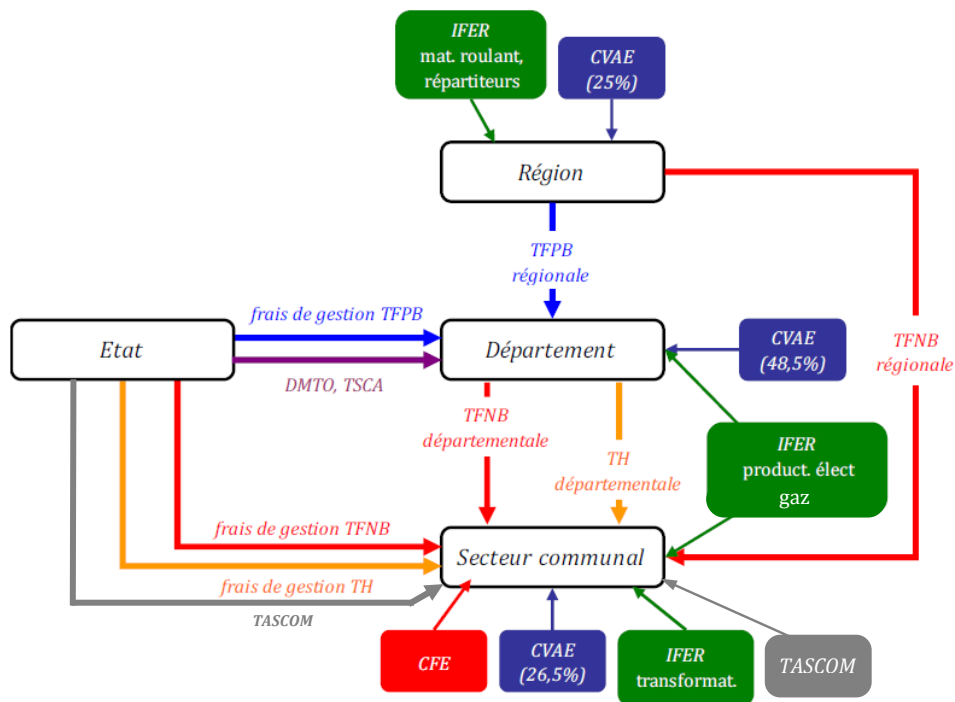 IFER
mat. roulant,
répartiteurs
CVAE
(25%)
Région
TFPB
régionale
frais de gestion TFPB
Etat
Département
CVAE
(48,5%)
TFNB
régionale
DMTO, TSCA
TFNB
départementale
TH
départementale
IFER
product. élect
gaz
frais de gestion TFNB
Secteur communal
frais de gestion TH
TASCOM
CFE
CVAE
(26,5%)
IFER
transformat.
TASCOM